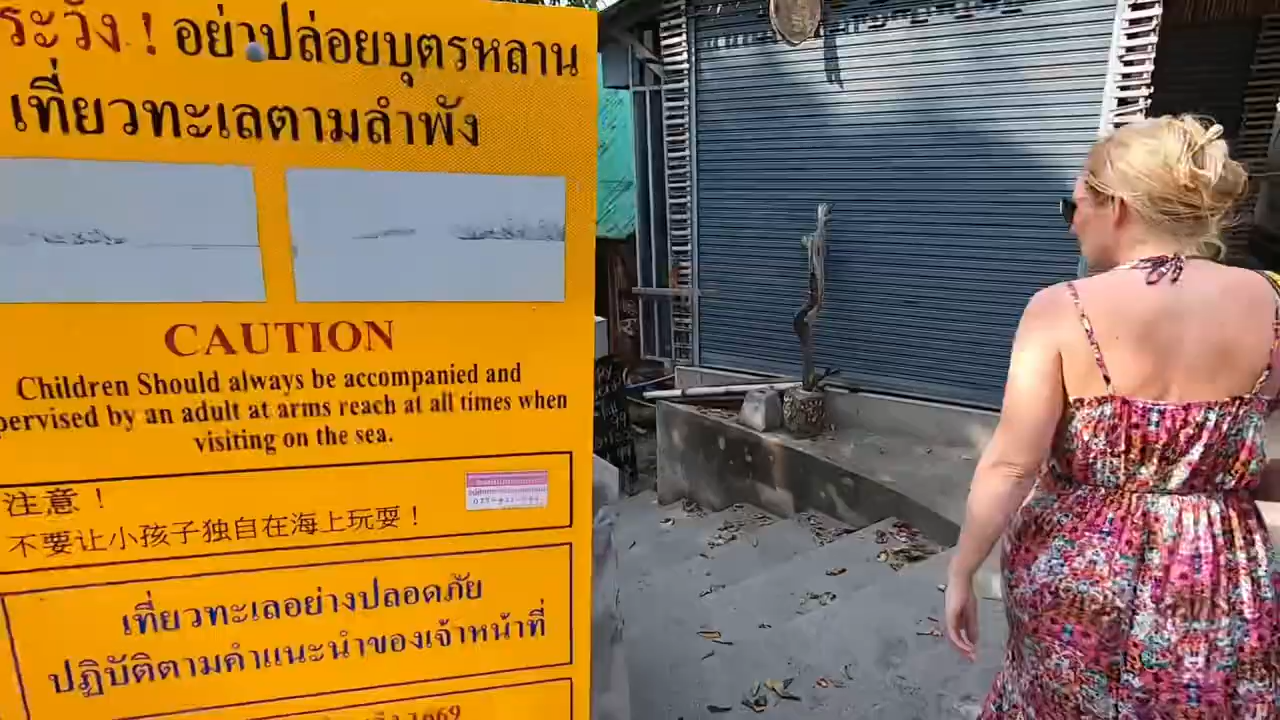 ระวัง ! อย่าปล่อยบุตรหลาน
เที่ยวทะเลตามลำพัง
CAUTION
Children Should always be accompanied and
pervised by an adult at arms reach at all times when
visiting on the sea.
注意！
不要让小孩子独自在海上玩耍！
เที่ยวทะเลอย่างปลอดภัย
ปฏิบัติตามคำแนะนำของเจ้าหน้าที่
1669